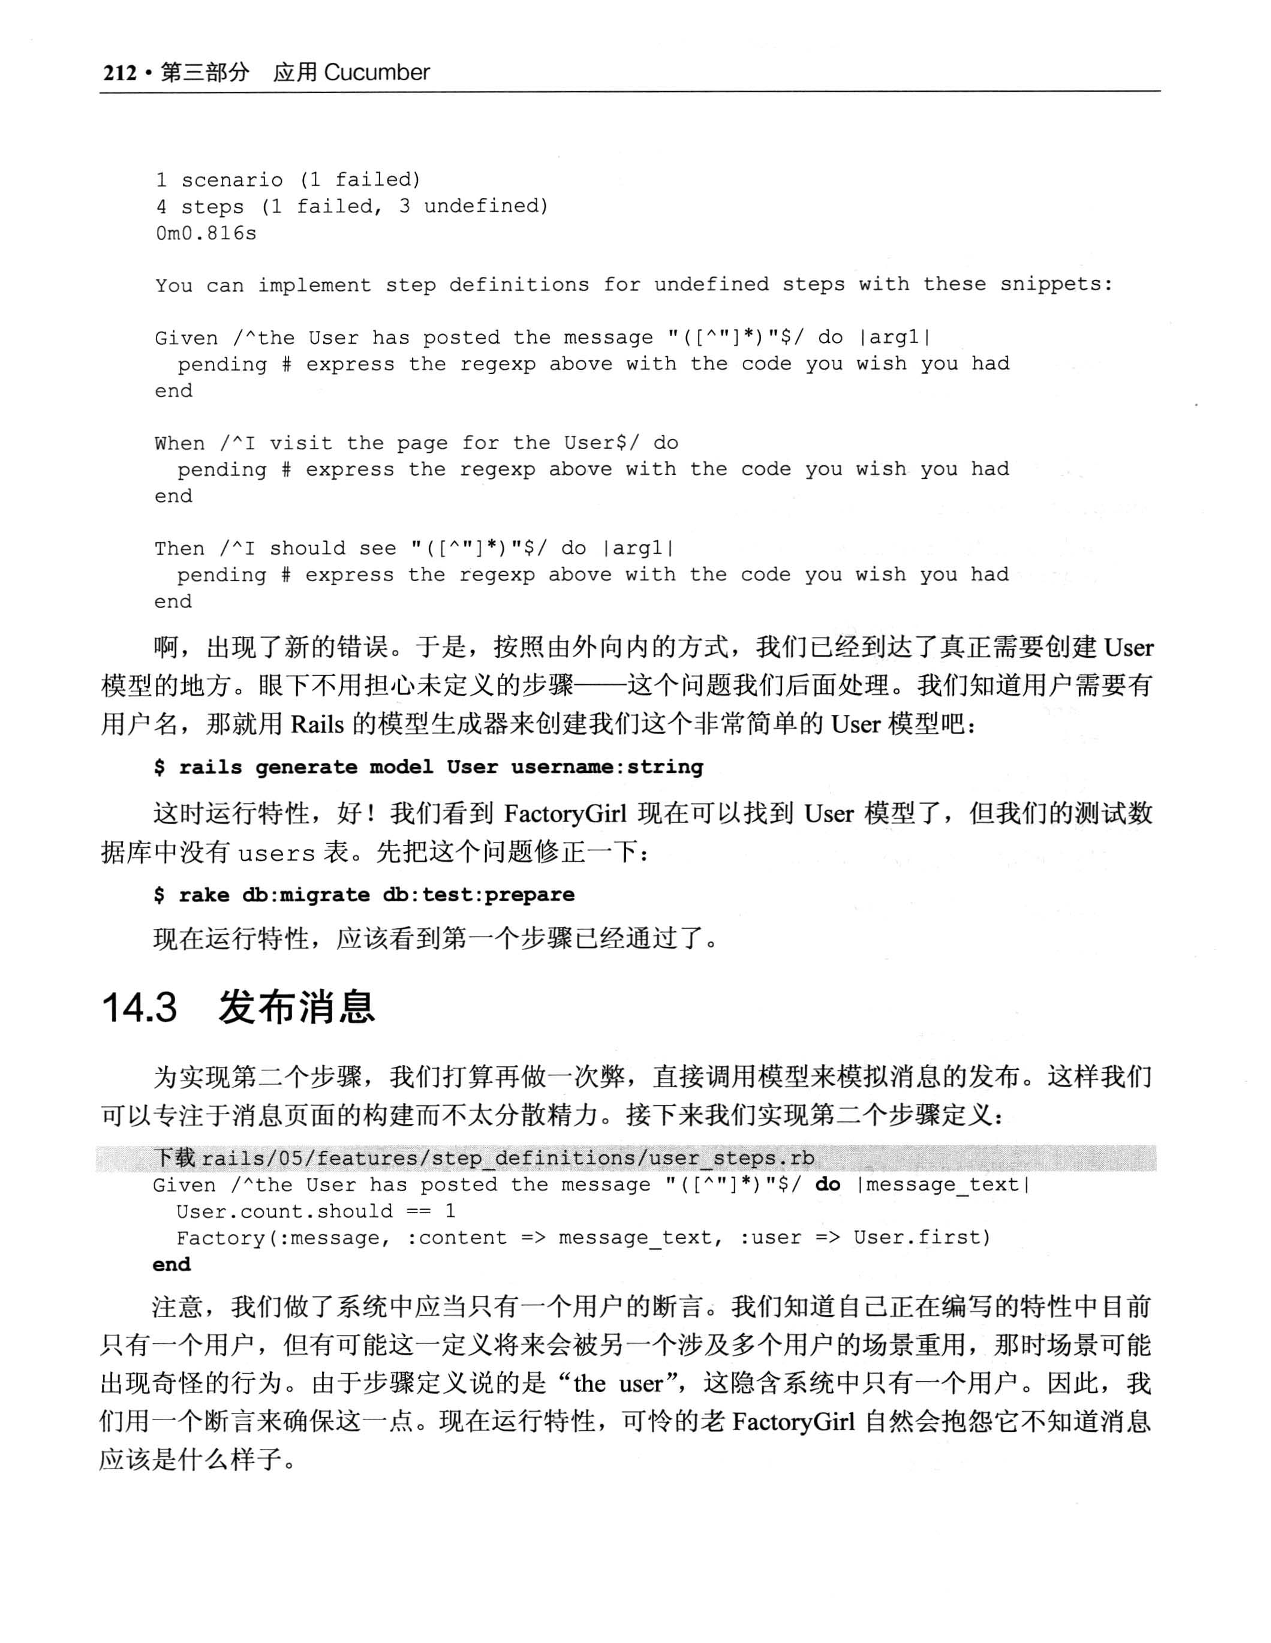 212 · 第三部分　应用 Cucumber
1 scenario (1 failed)
4 steps (1 failed, 3 undefined)
0m0.816s
You can implement step definitions for undefined steps with these snippets:
Given /^the User has posted the message "([^"]*)"$/ do |arg1|
  pending # express the regexp above with the code you wish you had
end
When /^I visit the page for the User$/ do
  pending # express the regexp above with the code you wish you had
end
Then /^I should see "([^"]*)"$/ do |arg1|
  pending # express the regexp above with the code you wish you had
end
啊，出现了新的错误。于是，按照由外向内的方式，我们已经到达了真正需要创建 User
模型的地方。眼下不用担心未定义的步骤——这个问题我们后面处理。我们知道用户需要有
用户名，那就用 Rails 的模型生成器来创建我们这个非常简单的 User 模型吧：
$ rails generate model User username:string
这时运行特性，好！我们看到 FactoryGirl 现在可以找到 User 模型了，但我们的测试数
据库中没有 users 表。先把这个问题修正一下：
$ rake db:migrate db:test:prepare
现在运行特性，应该看到第一个步骤已经通过了。
14.3　发布消息
为实现第二个步骤，我们打算再做一次弊，直接调用模型来模拟消息的发布。这样我们
可以专注于消息页面的构建而不太分散精力。接下来我们实现第二个步骤定义：
下载 rails/05/features/step_definitions/user_steps.rb
Given /^the User has posted the message "([^"]*)"$/ do |message_text|
  User.count.should == 1
  Factory(:message, :content => message_text, :user => User.first)
end
注意，我们做了系统中应当只有一个用户的断言。我们知道自己正在编写的特性中目前
只有一个用户，但有可能这一定义将来会被另一个涉及多个用户的场景重用，那时场景可能
出现奇怪的行为。由于步骤定义说的是“the user”，这隐含系统中只有一个用户。因此，我
们用一个断言来确保这一点。现在运行特性，可怜的老 FactoryGirl 自然会抱怨它不知道消息
应该是什么样子。